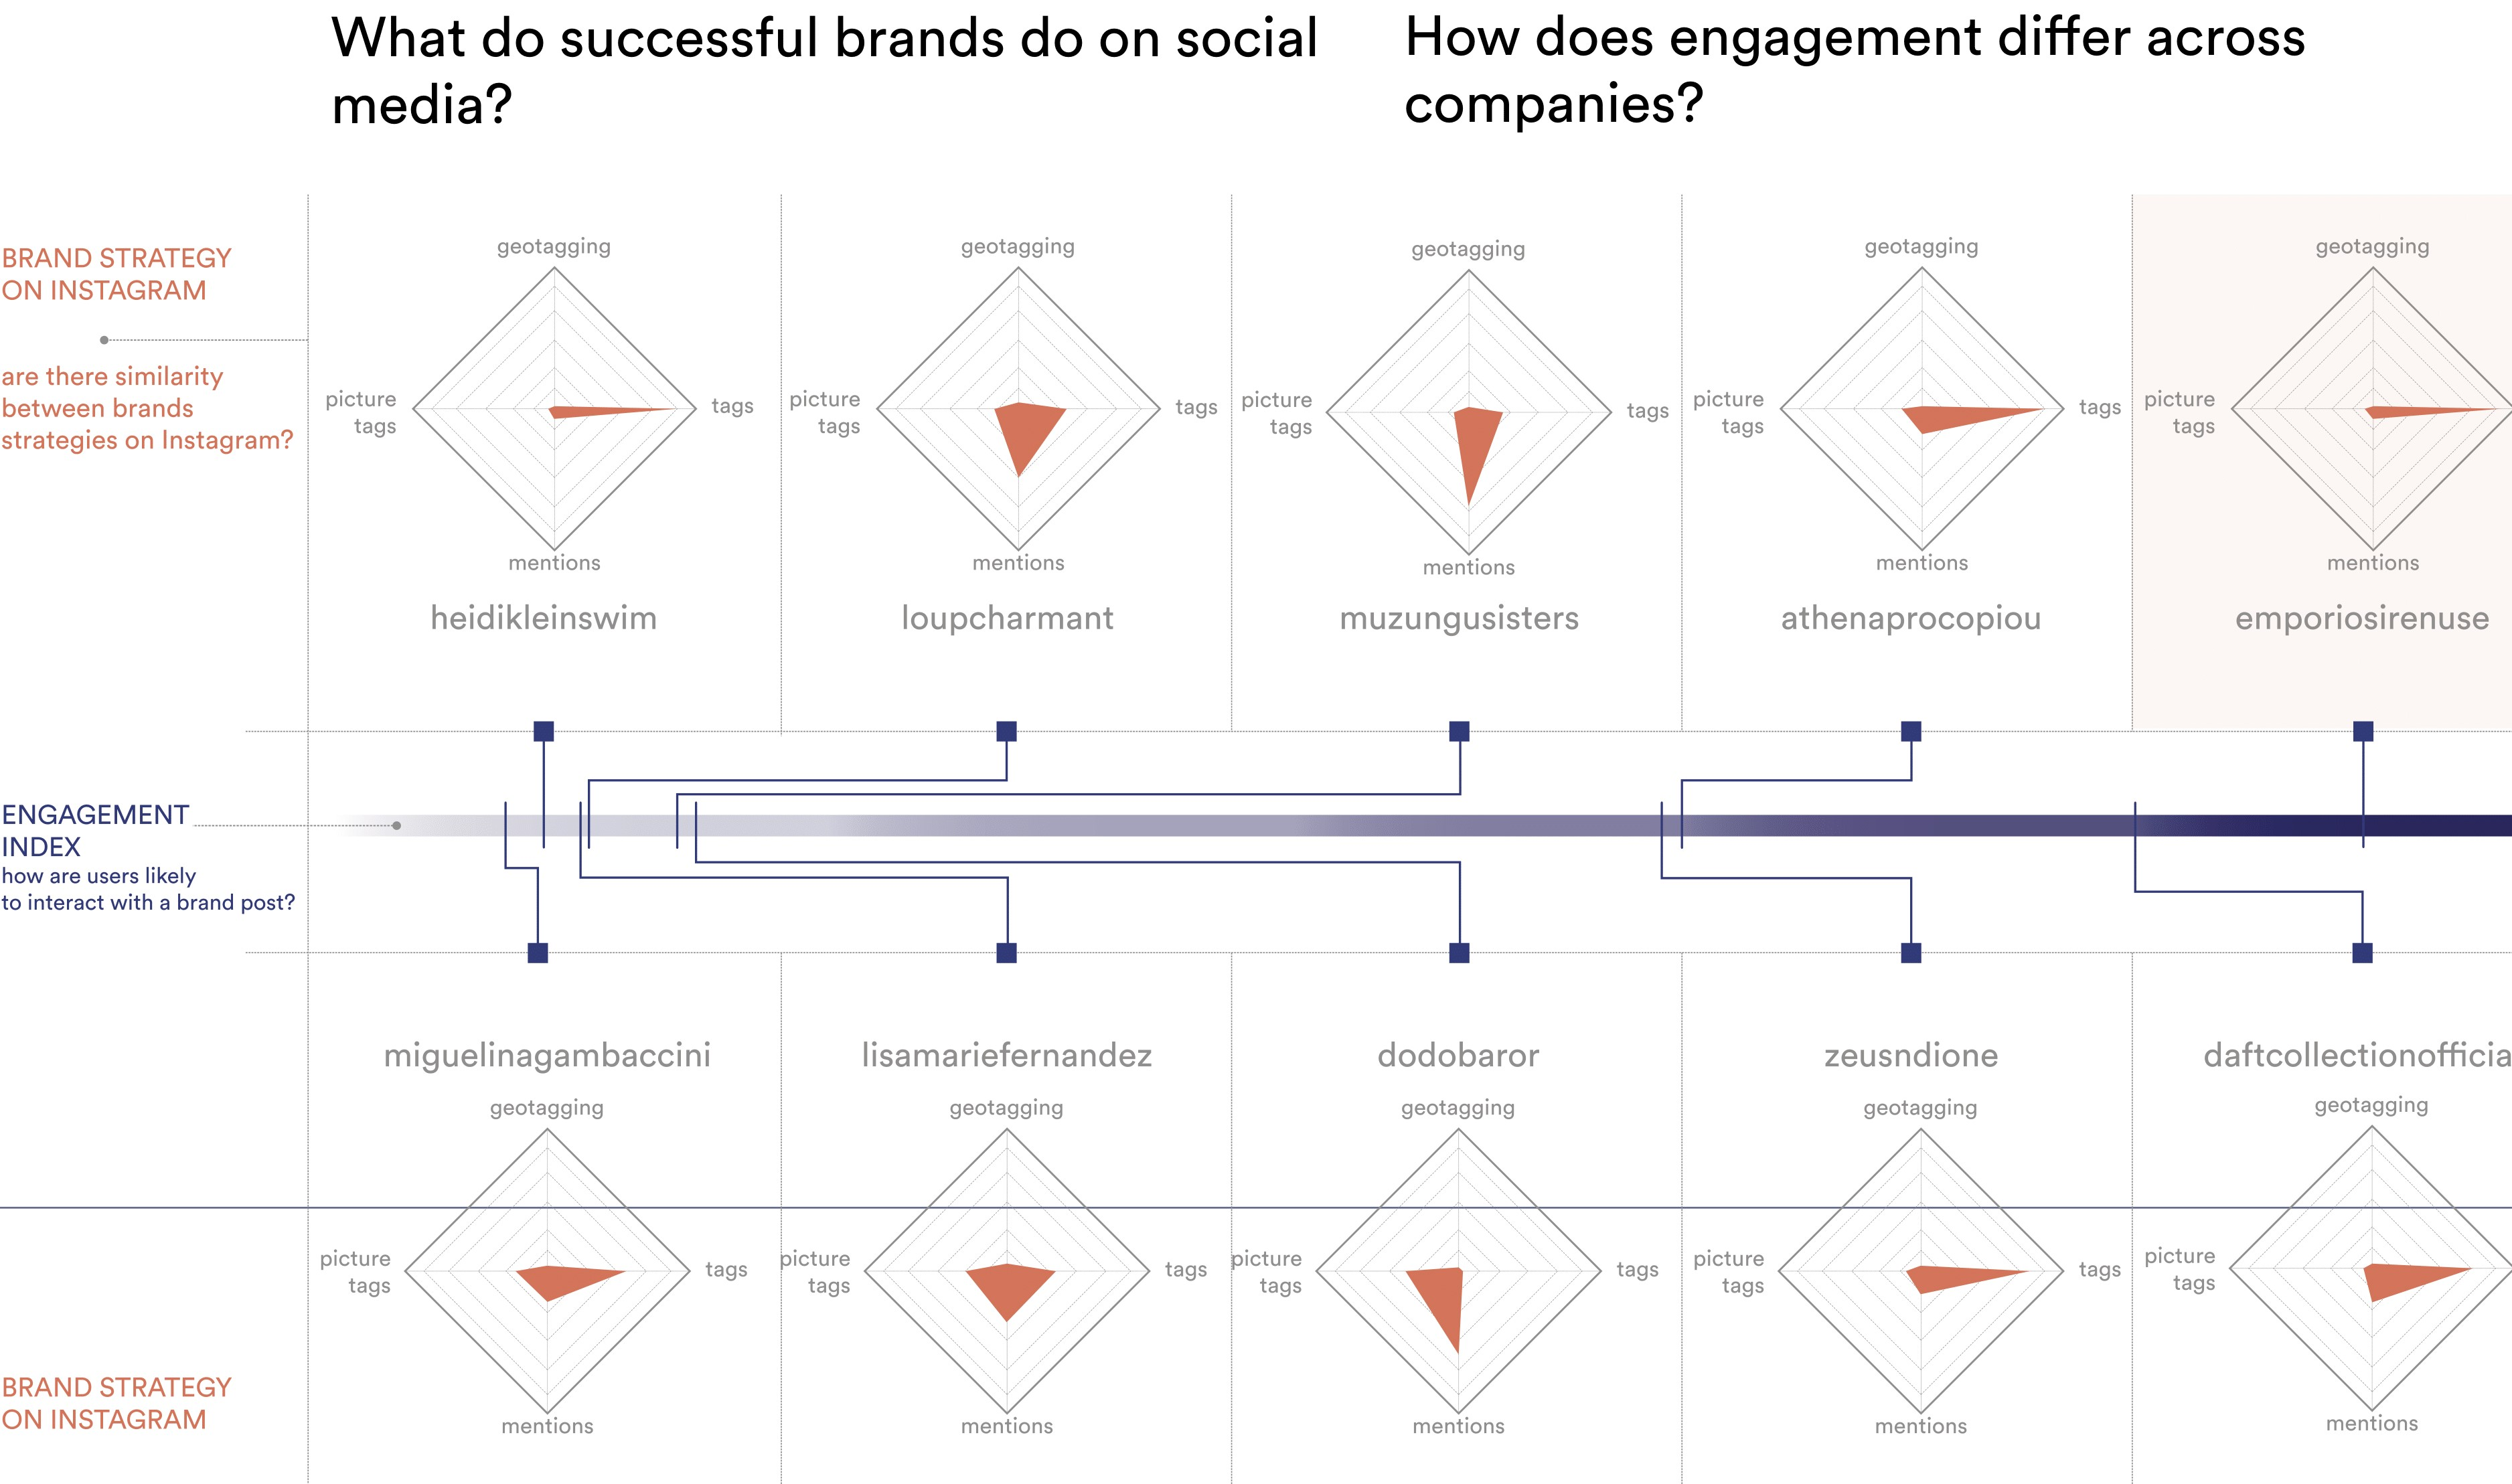 What do successful brands do on social
media?
How does engagement differ across
companies?
BRAND STRATEGY
ON INSTAGRAM
are there similarity
between brands
strategies on Instagram?
geotagging
picture
tags
tags
mentions
heidikleinswim
geotagging
picture
tags
tags
mentions
loupcharmant
geotagging
picture
tags
tags
mentions
muzungusisters
geotagging
picture
tags
tags
mentions
athenaprocopiou
geotagging
picture
tags
mentions
emporiosirenuse
ENGAGEMENT
INDEX
how are users likely
to interact with a brand post?
miguelinagambaccini
geotagging
picture
tags
tags
mentions
lisamariefernandez
geotagging
picture
tags
tags
mentions
dodobaror
geotagging
picture
tags
tags
mentions
zeusndione
geotagging
picture
tags
tags
mentions
daftcollectionofficia
geotagging
picture
tags
mentions
BRAND STRATEGY
ON INSTAGRAM